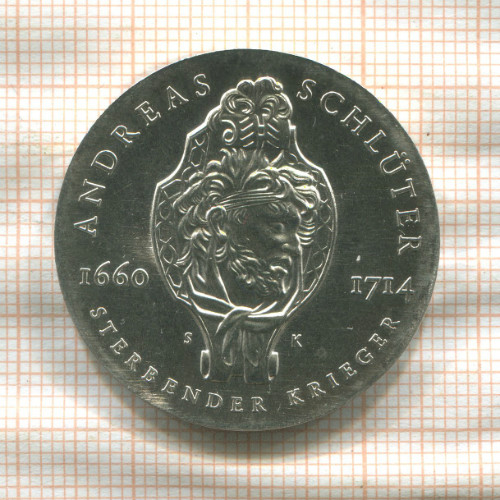 ANDREAS SCHLÜTER
1660 1714
S K
STERBENDER KRIEGER